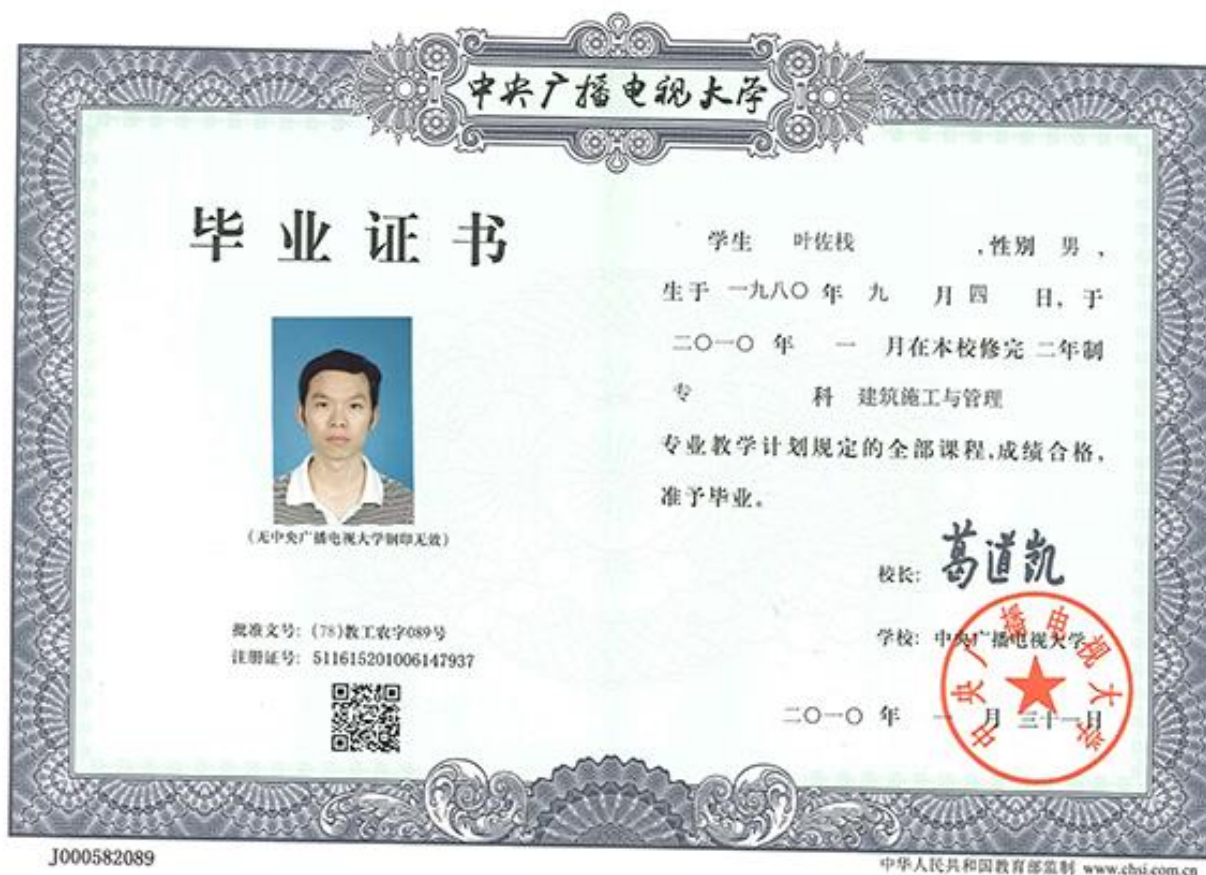 中央广播电视大学
毕业证书
(无中央广播电视大学钢印无效)
批准文号: (78)教工农字089号
注册证号: 511615201006147937
学生 叶佐栈 ,性别 男 ,
生于 一九八〇 年 九 月 四 日, 于
二〇一〇 年 一 月在本校修完 二年制
专 科 建筑施工与管理
专业教学计划规定的全部课程,成绩合格,
准予毕业。
校长: 葛道凯
学校: 中央广播电视大学
二〇一〇 年 一 月 三十一日
中央广播电视大学
J000582089
中华人民共和国教育部监制 www.chsi.com.cn